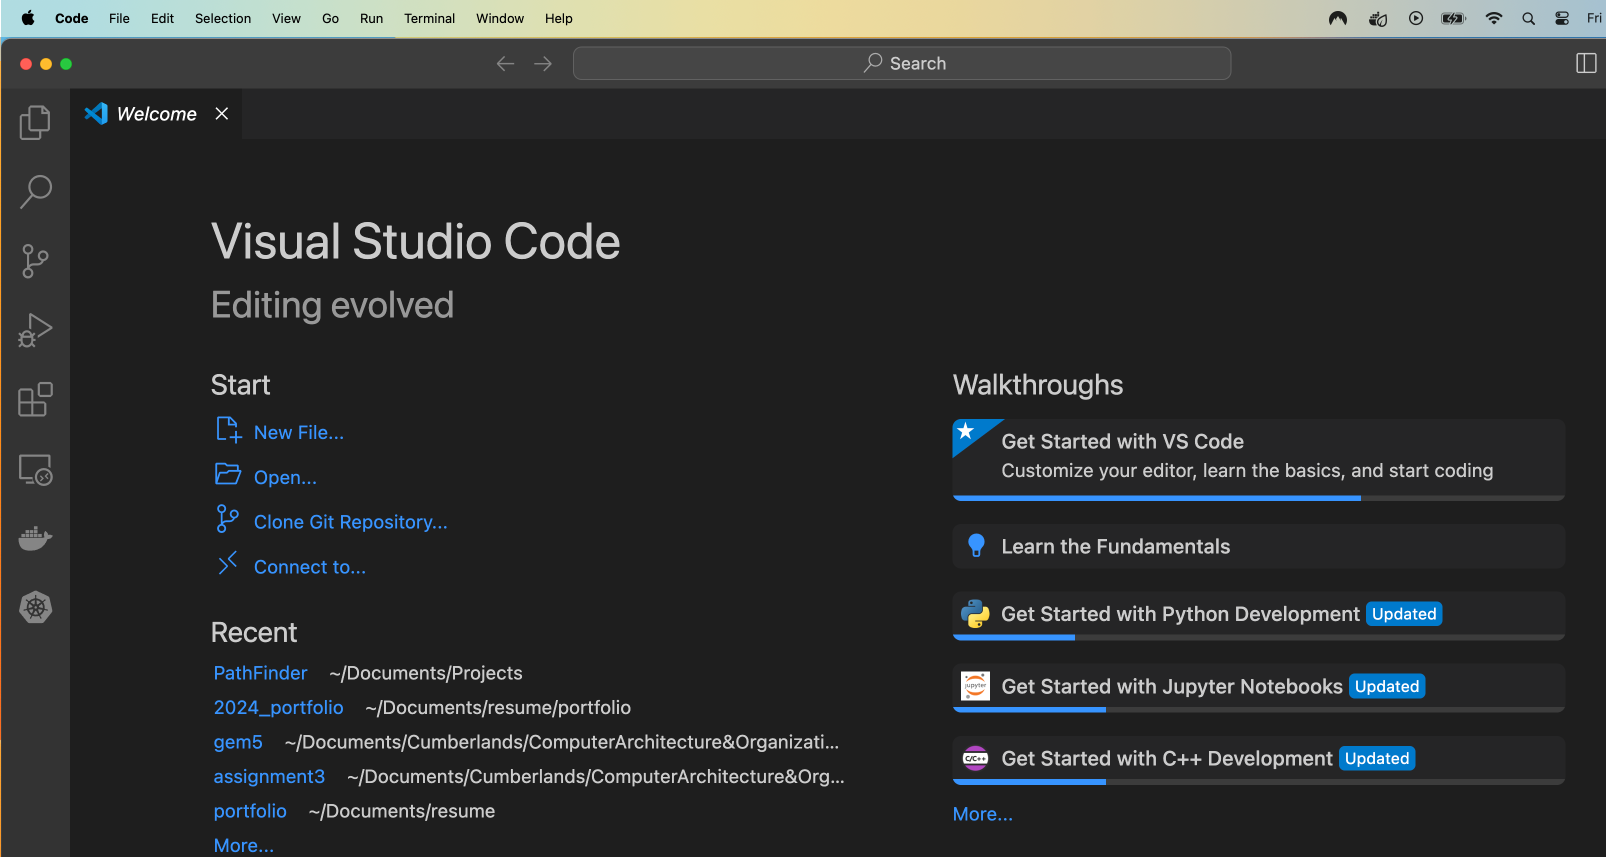 Code File Edit Selection View Go Run Terminal Window Help Fri
Search
Welcome
Visual Studio Code
Editing evolved
Start
New File...
Open...
Clone Git Repository...
Connect to...
Recent
PathFinder ~/Documents/Projects
2024_portfolio ~/Documents/resume/portfolio
gem5 ~/Documents/Cumberlands/ComputerArchitecture&Organizati...
assignment3 ~/Documents/Cumberlands/ComputerArchitecture&Org...
portfolio ~/Documents/resume
More...
Walkthroughs
Get Started with VS Code
Customize your editor, learn the basics, and start coding
Learn the Fundamentals
Get Started with Python Development Updated
jupyter Get Started with Jupyter Notebooks Updated
C/C++ Get Started with C++ Development Updated
More...